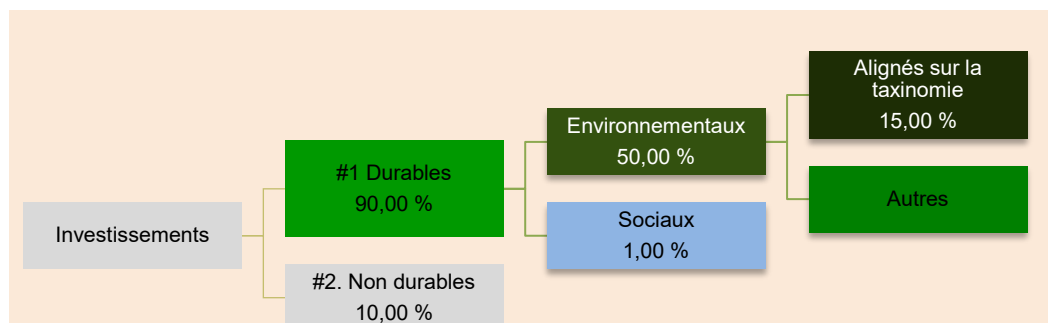 Investissements
#1 Durables
90,00 %
#2. Non durables
10,00 %
Environnementaux
50,00 %
Sociaux
1,00 %
Alignés sur la
taxinomie
15,00 %
Autres